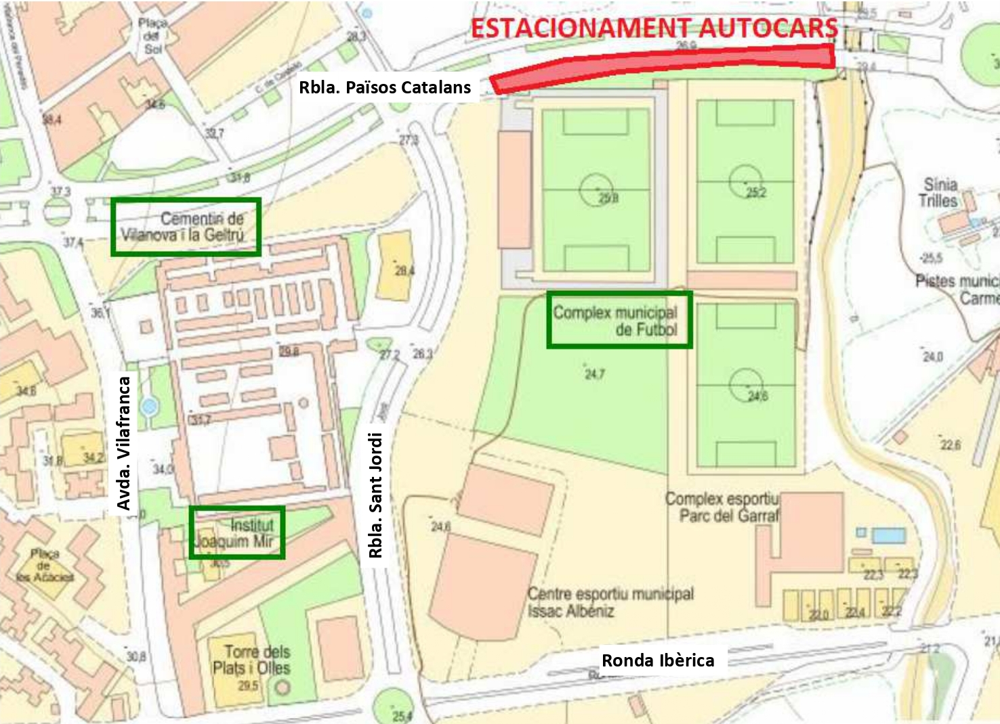 ESTACIONAMENT AUTOCARS
Plaça
del
Sol
28,3
26,9
C. de Castella
Rbla. Països Catalans
34,6
38,4
33,7
27,3
31,8
37,3
25,8
25,2
Sínia
Trilles
Cementiri de
Vilanova i la Geltrú
37,4
-25,5
28,4
Pistes munic
Carme
36,1
Complex municipal
de Futbol
29,8
27,2
26,3
24,0
24,7
34,6
24,6
31,7
Avda. Vilafranca
Rbla. Sant Jordi
22,6
31,8
34,2
34,0
Complex esportiu
Parc del Garraf
24,6
Institut
Joaquim Mir
30,5
Plaça
de
les Acàcies
22,3
22,3
Centre esportiu municipal
Issac Albéniz
22,0
22,4
22,2
Torre dels
Plats i Olles
29,5
30,8
Ronda Ibèrica
21,2
25,4